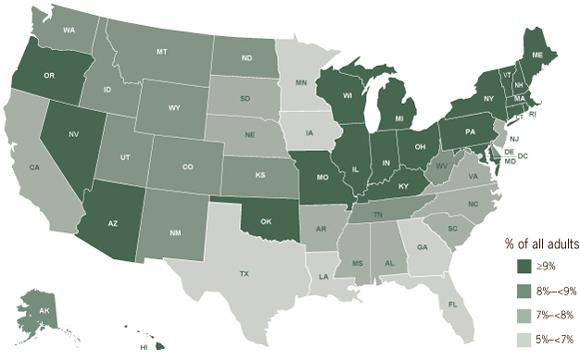 WA
MT
ND
MN
ME
VT
NH
OR
ID
SD
WI
NY
MA
WY
MI
CT
RI
NV
NE
IA
PA
NJ
CA
UT
CO
IL
IN
OH
DE
DC
MD
KS
MO
WV
VA
KY
AZ
NM
OK
AR
TN
NC
SC
TX
LA
MS
AL
GA
FL
AK
HI
% of all adults
≥9%
8%–<9%
7%–<8%
5%–<7%